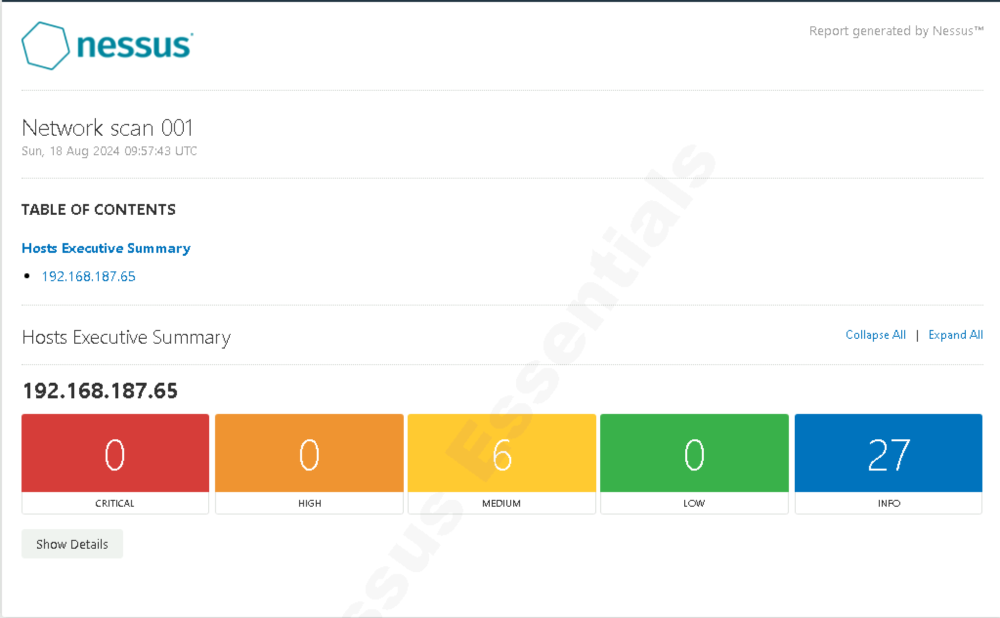 nessus
Report generated by Nessus™
Network scan 001
Sun, 18 Aug 2024 09:57:43 UTC
TABLE OF CONTENTS
Hosts Executive Summary
• 192.168.187.65
Hosts Executive Summary
Collapse All | Expand All
192.168.187.65
0 0 6 0 27
CRITICAL HIGH MEDIUM LOW INFO
Show Details
Essentials